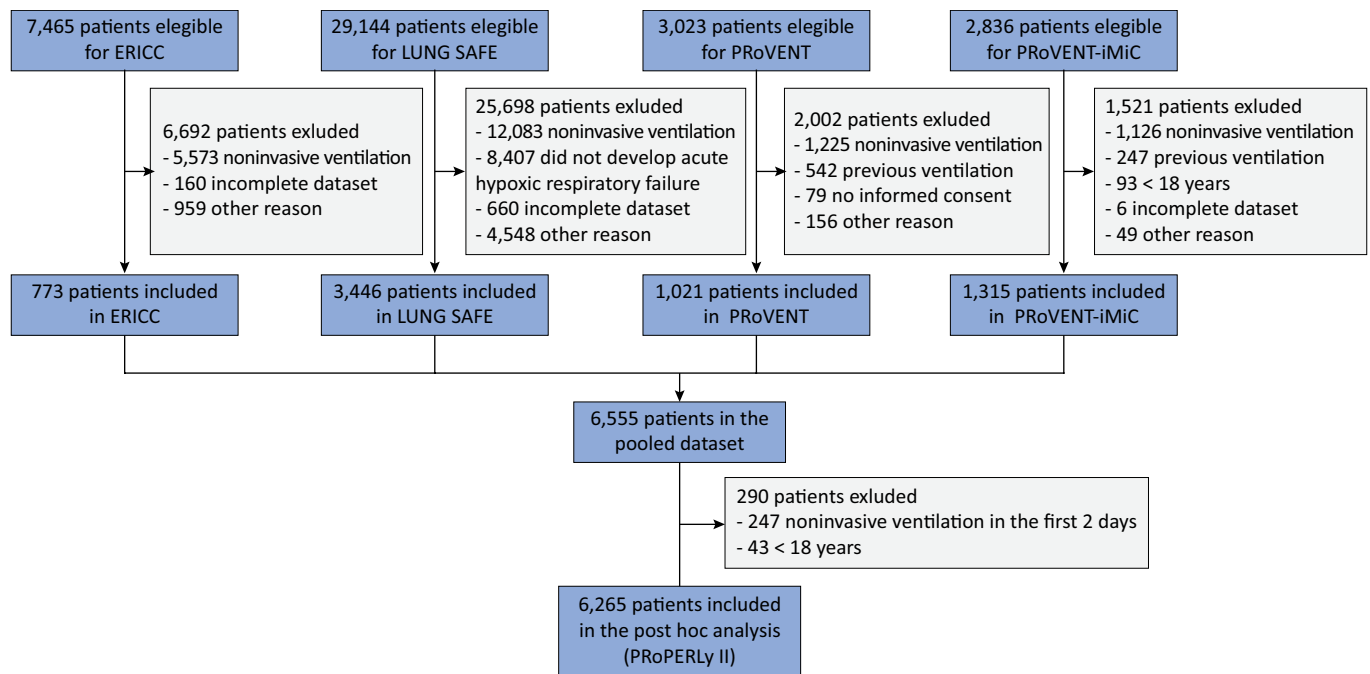 7,465 patients elegible
for ERICC
29,144 patients elegible
for LUNG SAFE
3,023 patients elegible
for PRoVENT
2,836 patients elegible
for PRoVENT-iMiC
6,692 patients exluded
- 5,573 noninvasive ventilation
- 160 incomplete dataset
- 959 other reason
25,698 patients exluded
- 12,083 noninvasive ventilation
- 8,407 did not develop acute
hypoxic respiratory failure
- 660 incomplete dataset
- 4,548 other reason
2,002 patients exluded
- 1,225 noninvasive ventilation
- 542 previous ventilation
- 79 no informed consent
- 156 other reason
1,521 patients exluded
- 1,126 noninvasive ventilation
- 247 previous ventilation
- 93 < 18 years
- 6 incomplete dataset
- 49 other reason
773 patients included
in ERICC
3,446 patients included
in LUNG SAFE
1,021 patients included
in PRoVENT
1,315 patients included
in PRoVENT-iMiC
6,555 patients in the
pooled dataset
290 patients exluded
- 247 noninvasive ventilation in the first 2 days
- 43 < 18 years
6,265 patients included
in the post hoc analysis
(PRoPERLy II)